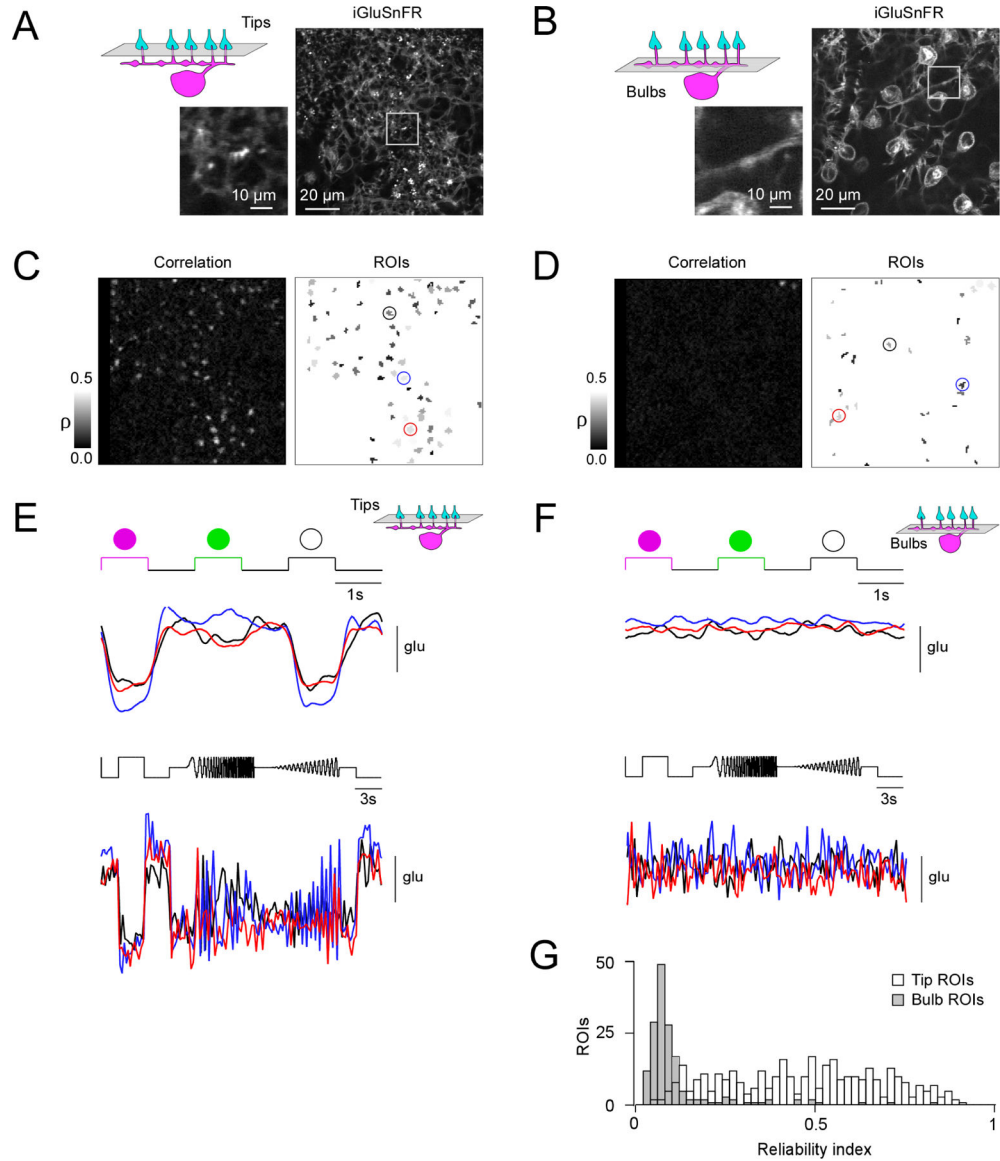 A
Tips
iGluSnFR
10 µm
20 µm
B
Bulbs
iGluSnFR
10 µm
20 µm
C
Correlation
ROIs
0.5
ρ
0.0
D
Correlation
ROIs
0.5
ρ
0.0
E
Tips
1s
glu
3s
glu
F
Bulbs
1s
glu
3s
glu
G
50
25
0
ROIs
Tip ROIs
Bulb ROIs
0
0.5
1
Reliability index